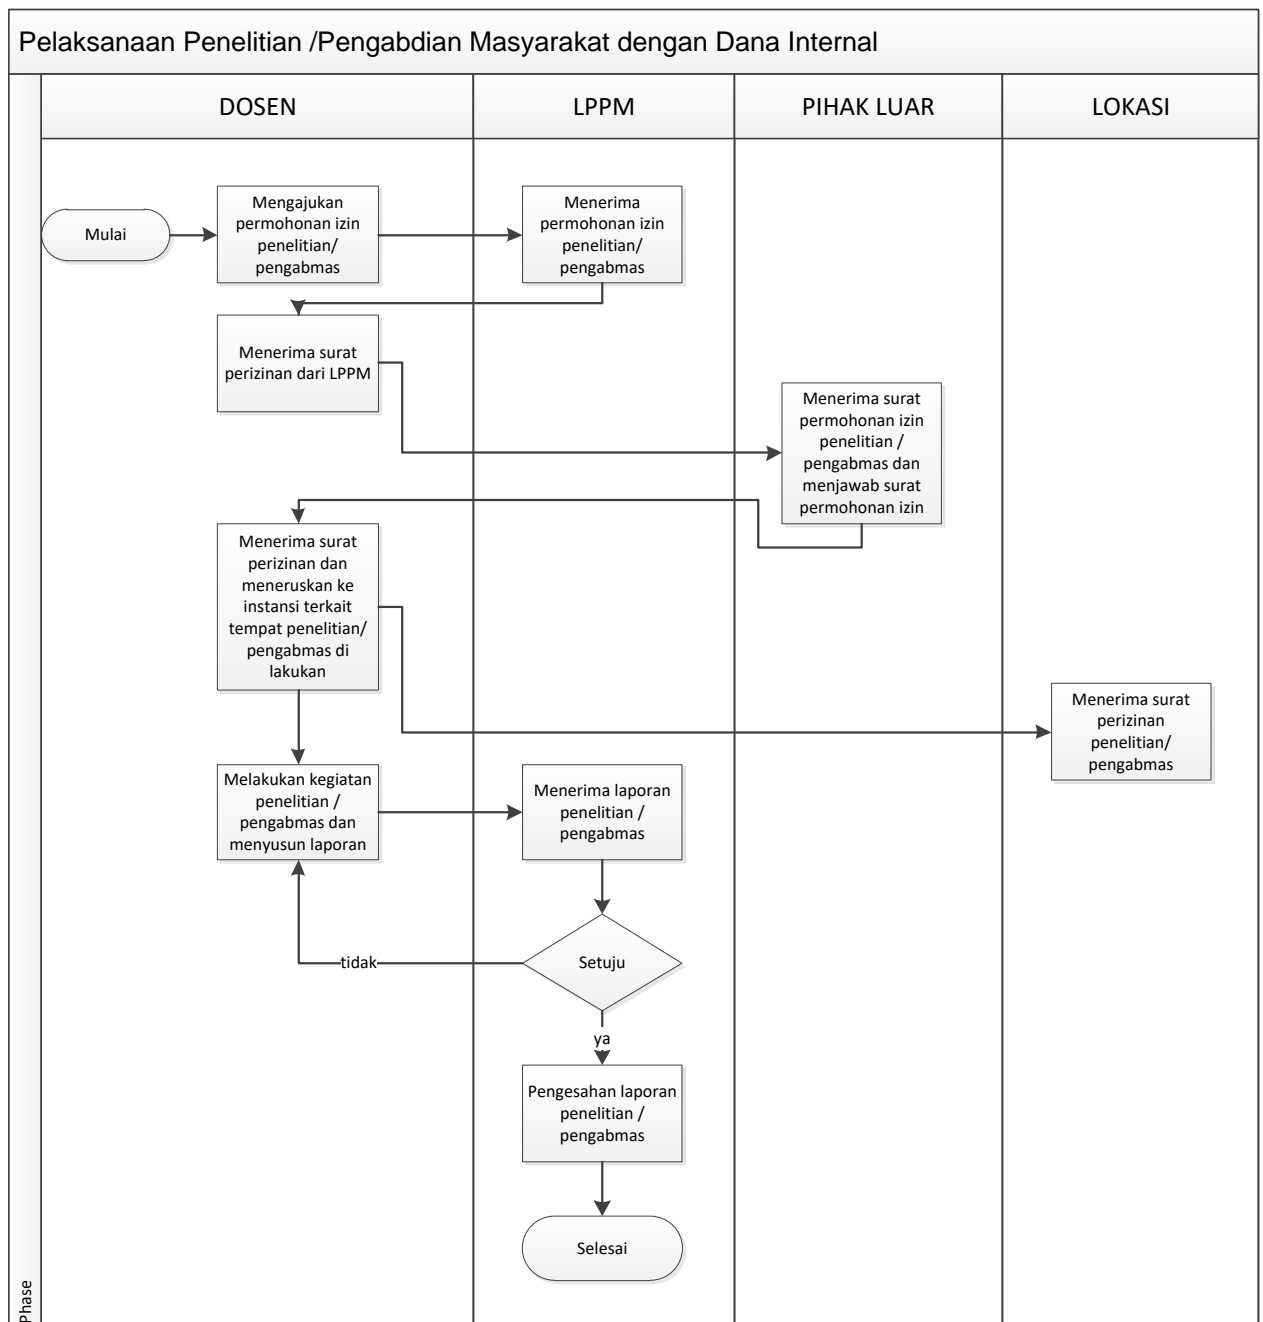 Pelaksanaan Penelitian /Pengabdian Masyarakat dengan Dana Internal
DOSEN
LPPM
PIHAK LUAR
LOKASI
Mulai
Mengajukan
permohonan izin
penelitian/
pengabmas
Menerima
permohonan izin
penelitian/
pengabmas
Menerima surat
perizinan dari LPPM
Menerima surat
permohonan izin
penelitian /
pengabmas dan
menjawab surat
permohonan izin
Menerima surat
perizinan dan
meneruskan ke
instansi terkait
tempat penelitian/
pengabmas di
lakukan
Menerima surat
perizinan
penelitian/
pengabmas
Melakukan kegiatan
penelitian /
pengabmas dan
menyusun laporan
Menerima laporan
penelitian /
pengabmas
tidak
Setuju
ya
Pengesahan laporan
penelitian /
pengabmas
Selesai
Phase